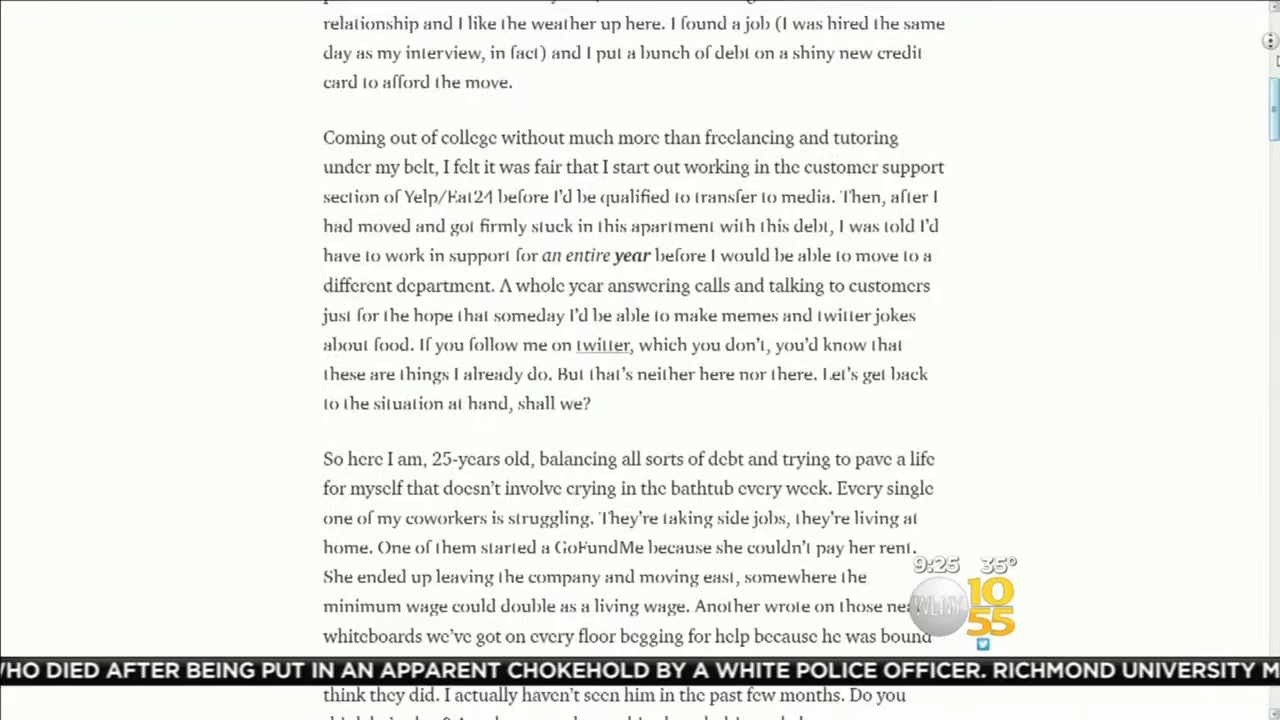 relationship and I like the weather up here. I found a job (I was hired the same
day as my interview, in fact) and I put a bunch of debt on a shiny new credit
card to afford the move.
Coming out of college without much more than freelancing and tutoring
under my belt, I felt it was fair that I start out working in the customer support
section of Yelp/Eat24 before I'd be qualified to transfer to media. Then, after I
had moved and got firmly stuck in this apartment with this debt, I was told I'd
have to work in support for an entire year before I would be able to move to a
different department. A whole year answering calls and talking to customers
just for the hope that someday I'd be able to make memes and twitter jokes
about food. If you follow me on twitter, which you don't, you'd know that
these are things I already do. But that's neither here nor there. Let's get back
to the situation at hand, shall we?
So here I am, 25-years old, balancing all sorts of debt and trying to pave a life
for myself that doesn't involve crying in the bathtub every week. Every single
one of my coworkers is struggling. They're taking side jobs, they're living at
home. One of them started a GoFundMe because she couldn't pay her rent.
She ended up leaving the company and moving east, somewhere the
minimum wage could double as a living wage. Another wrote on those
whiteboards we've got on every floor begging for help because he was bound
9:25 35°
WLNY 10
55
WHO DIED AFTER BEING PUT IN AN APPARENT CHOKEHOLD BY A WHITE POLICE OFFICER. RICHMOND UNIVERSITY M
think they did. I actually haven't seen him in the past few months. Do you